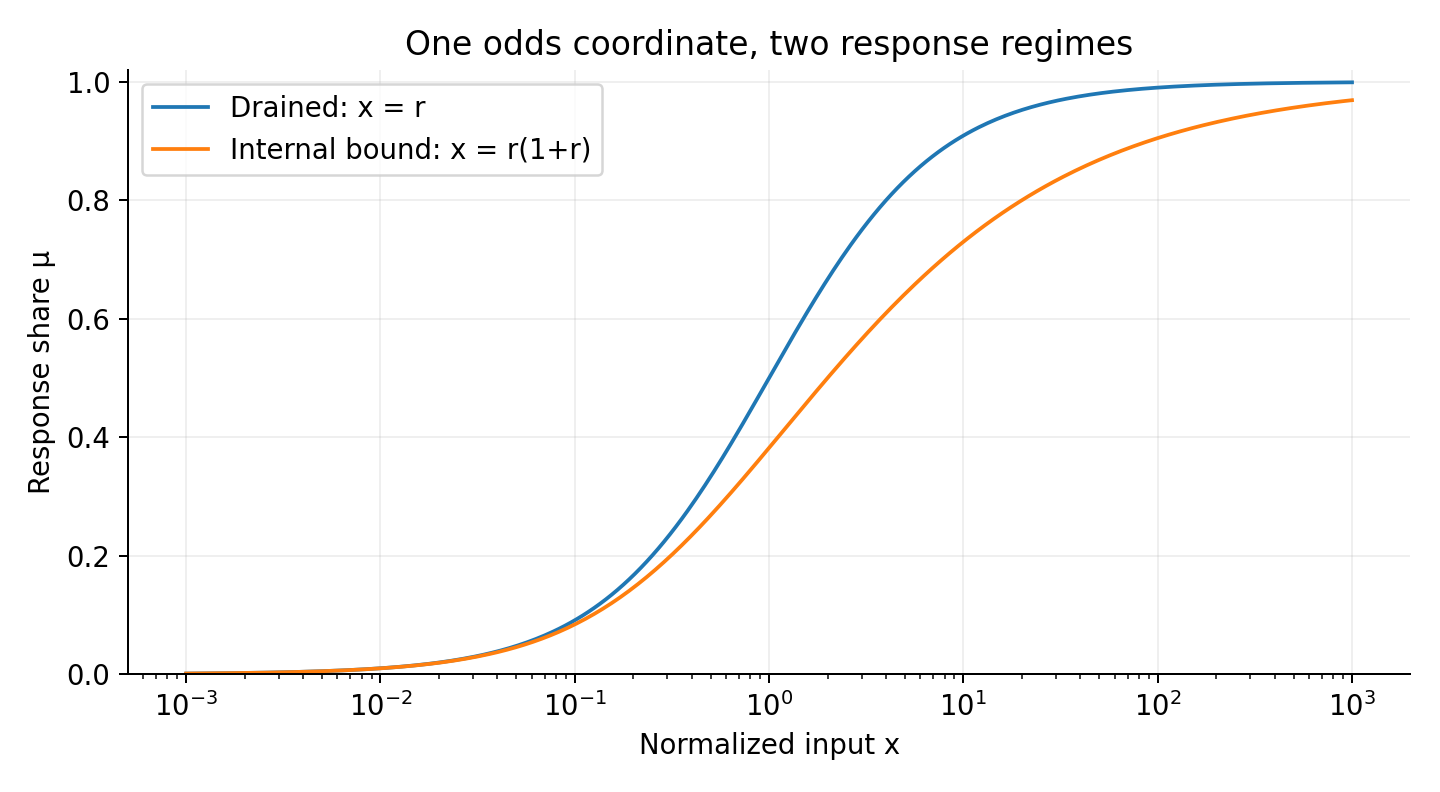 One odds coordinate, two response regimes
Drained: x = r
Internal bound: x = r(1+r)
Response share μ
1.0
0.8
0.6
0.4
0.2
0.0
10⁻³ 10⁻² 10⁻¹ 10⁰ 10¹ 10² 10³
Normalized input x